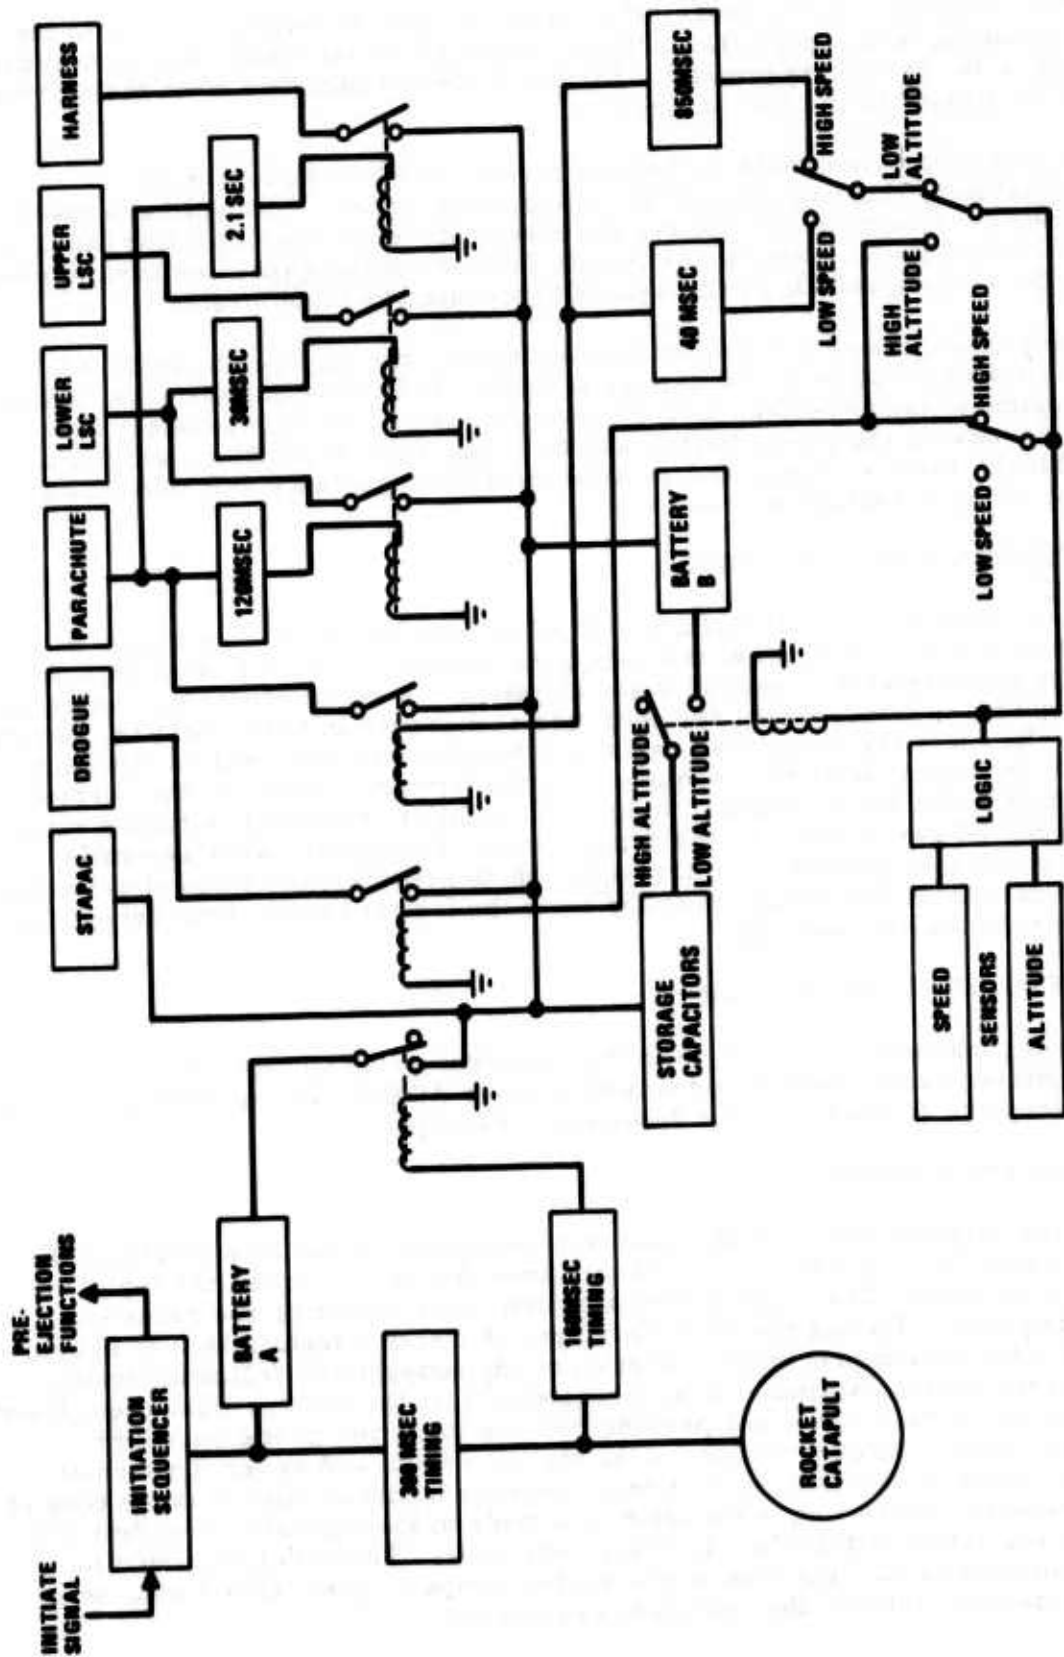 INITIATE
SIGNAL
INITIATION
SEQUENCER
PRE-
EJECTION
FUNCTIONS
BATTERY
A
300 MSEC
TIMING
160MSEC
TIMING
ROCKET
CATAPULT
STAPAC
DROGUE
PARACHUTE
LOWER
LSC
UPPER
LSC
HARNESS
120MSEC
30MSEC
2.1 SEC
STORAGE
CAPACITORS
HIGH ALTITUDE
LOW ALTITUDE
BATTERY
B
40 MSEC
850MSEC
LOW SPEED
HIGH SPEED
HIGH
ALTITUDE
LOW
ALTITUDE
LOW SPEED
HIGH SPEED
SPEED
SENSORS
ALTITUDE
LOGIC